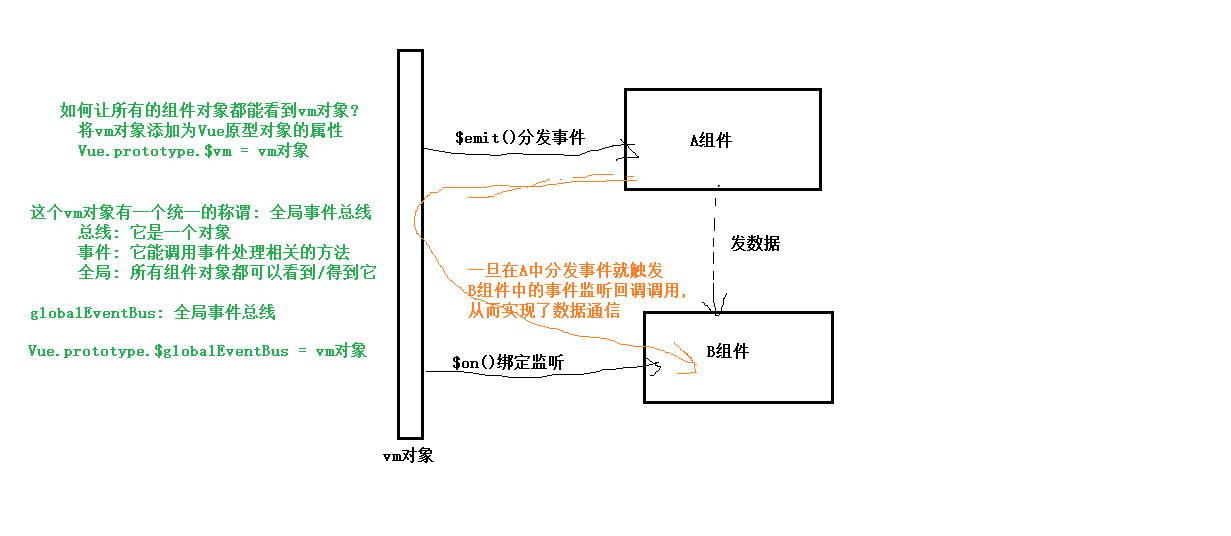 如何让所有的组件对象都能看到vm对象?
将vm对象添加为Vue原型对象的属性
Vue.prototype.$vm = vm对象
这个vm对象有一个统一的称谓: 全局事件总线
总线: 它是一个对象
事件: 它能调用事件处理相关的方法
全局: 所有组件对象都可以看到/得到它
globalEventBus: 全局事件总线
Vue.prototype.$globalEventBus = vm对象
$emit()分发事件
A组件
发数据
一旦在A中分发事件就触发
B组件中的事件监听回调调用,
从而实现了数据通信
$on()绑定监听
B组件
vm对象